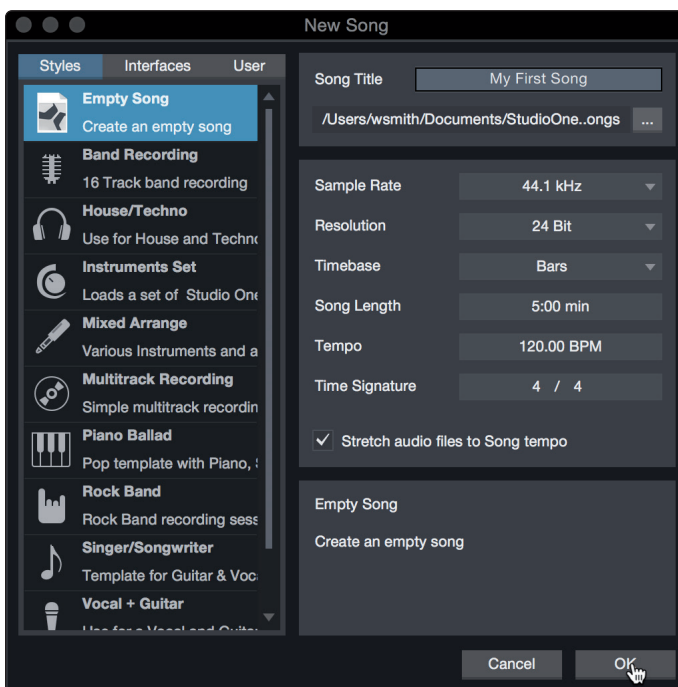 New Song
Styles Interfaces User
Empty Song
Create an empty song
Band Recording
16 Track band recording
House/Techno
Use for House and Techno
Instruments Set
Loads a set of Studio One
Mixed Arrange
Various Instruments and a
Multitrack Recording
Simple multitrack recordin
Piano Ballad
Pop template with Piano,
Rock Band
Rock Band recording sess
Singer/Songwriter
Template for Guitar & Voc
Vocal + Guitar
Song Title My First Song
/Users/wsmith/Documents/StudioOne..ongs ...
Sample Rate 44.1 kHz
Resolution 24 Bit
Timebase Bars
Song Length 5:00 min
Tempo 120.00 BPM
Time Signature 4 / 4
Stretch audio files to Song tempo
Empty Song
Create an empty song
Cancel OK